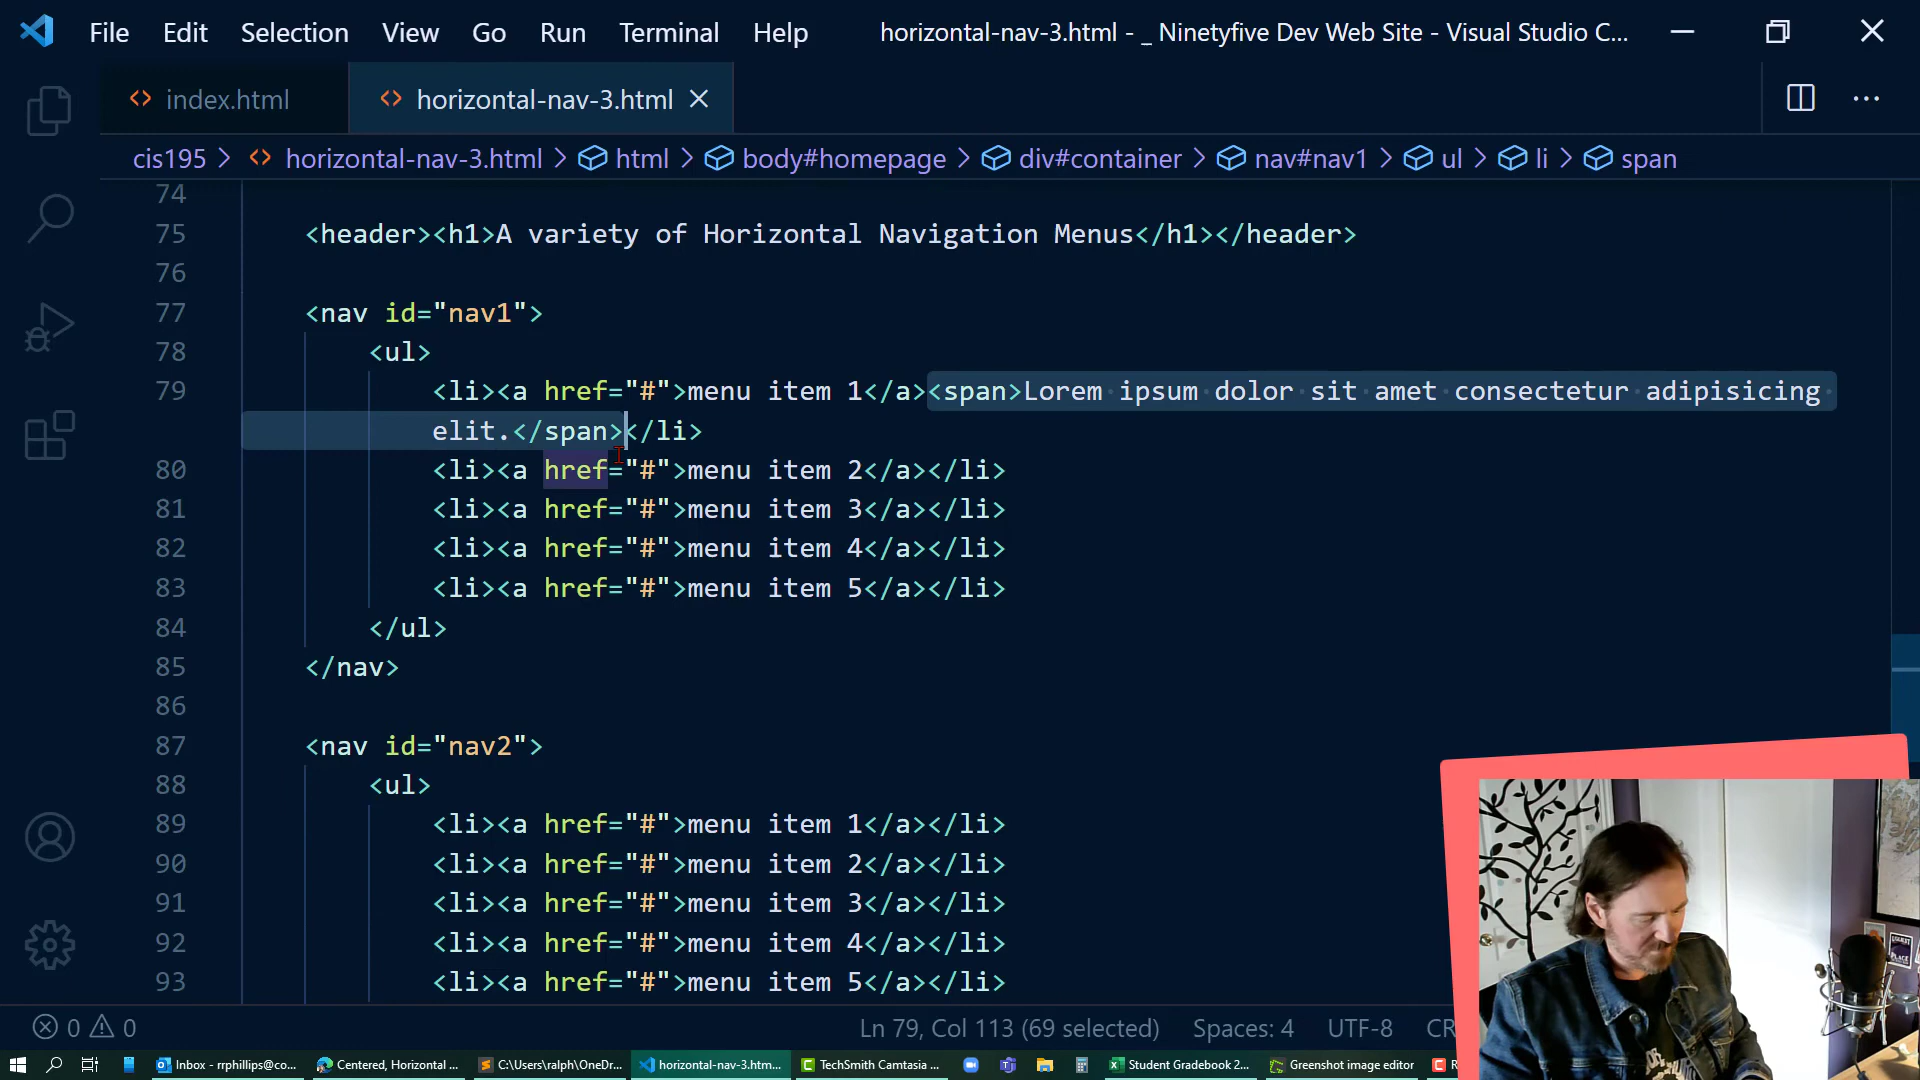 File Edit Selection View Go Run Terminal Help horizontal-nav-3.html - _ Ninetyfive Dev Web Site - Visual Studio C...
index.html horizontal-nav-3.html
cis195 > horizontal-nav-3.html > html > body#homepage > div#container > nav#nav1 > ul > li > span
74
75 <header><h1>A variety of Horizontal Navigation Menus</h1></header>
76
77 <nav id="nav1">
78 <ul>
79 <li><a href="#">menu item 1</a><span>Lorem ipsum dolor sit amet consectetur adipisicing
elit.</span></li>
80 <li><a href="#">menu item 2</a></li>
81 <li><a href="#">menu item 3</a></li>
82 <li><a href="#">menu item 4</a></li>
83 <li><a href="#">menu item 5</a></li>
84 </ul>
85 </nav>
86
87 <nav id="nav2">
88 <ul>
89 <li><a href="#">menu item 1</a></li>
90 <li><a href="#">menu item 2</a></li>
91 <li><a href="#">menu item 3</a></li>
92 <li><a href="#">menu item 4</a></li>
93 <li><a href="#">menu item 5</a></li>
0 0 Ln 79, Col 113 (69 selected) Spaces: 4 UTF-8 CR
Inbox - rrphillips@co... Centered, Horizontal ... C:\Users\ralph\OneDr... horizontal-nav-3.htm... TechSmith Camtasia Student Gradebook 2... Greenshot image editor R